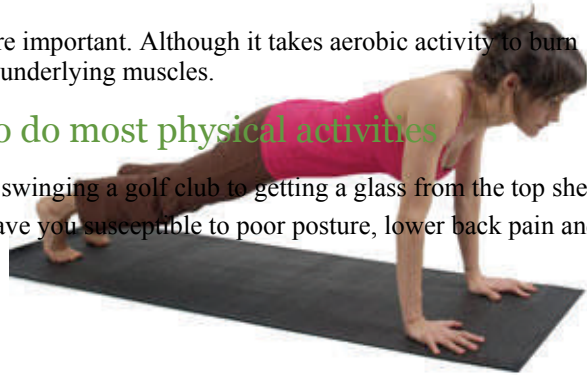 re important. Although it takes aerobic activity to burn
underlying muscles.
o do most physical activities
swinging a golf club to getting a glass from the top she
ave you susceptible to poor posture, lower back pain and